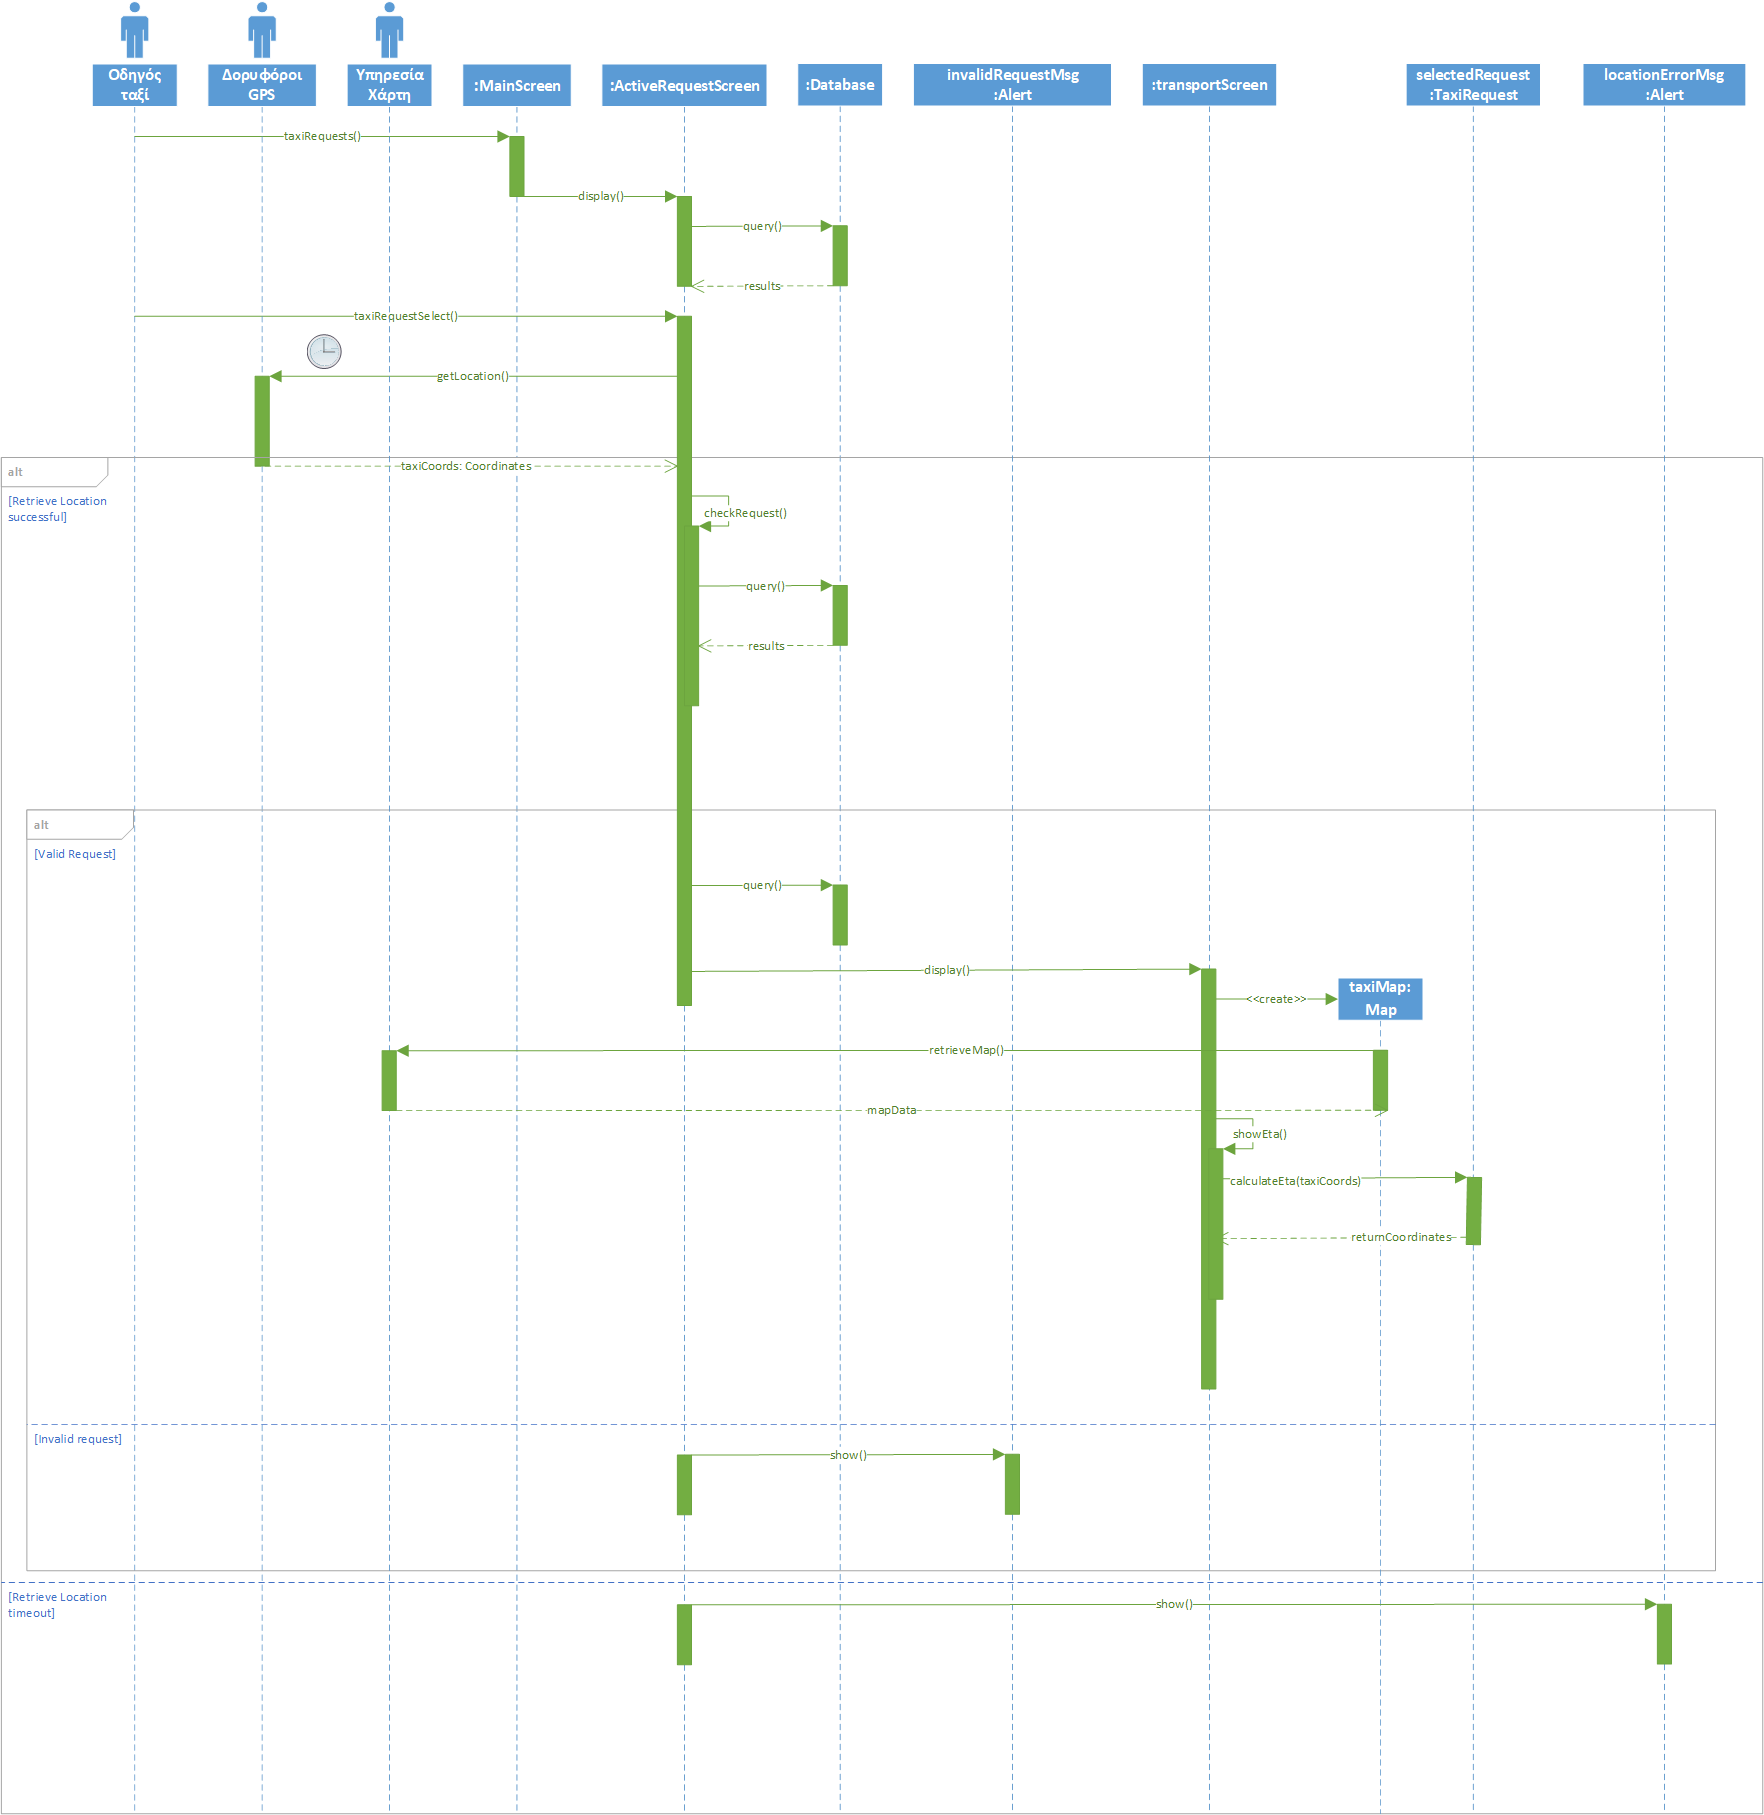 Οδηγός
ταξί
Δορυφόροι
GPS
Υπηρεσία
Χάρτη
:MainScreen
:ActiveRequestScreen
:Database
invalidRequestMsg
:Alert
:transportScreen
selectedRequest
:TaxiRequest
locationErrorMsg
:Alert
taxiRequests()
display()
query()
results
taxiRequestSelect()
getLocation()
taxiCoords: Coordinates
alt
[Retrieve Location
successful]
checkRequest()
query()
results
alt
[Valid Request]
query()
display()
<<create>>
taxiMap:
Map
retrieveMap()
mapData
showEta()
calculateEta(taxiCoords)
returnCoordinates
[Invalid request]
show()
[Retrieve Location
timeout]
show()